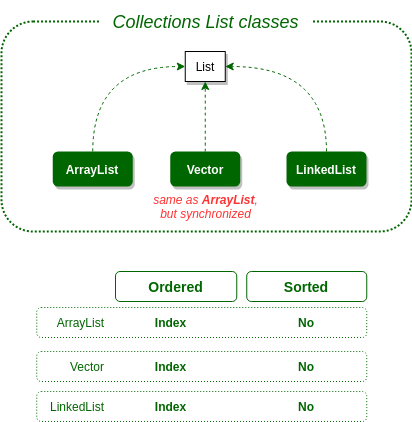 Collections List classes
List
ArrayList Vector LinkedList
same as ArrayList,
but synchronized
Ordered Sorted
ArrayList Index No
Vector Index No
LinkedList Index No